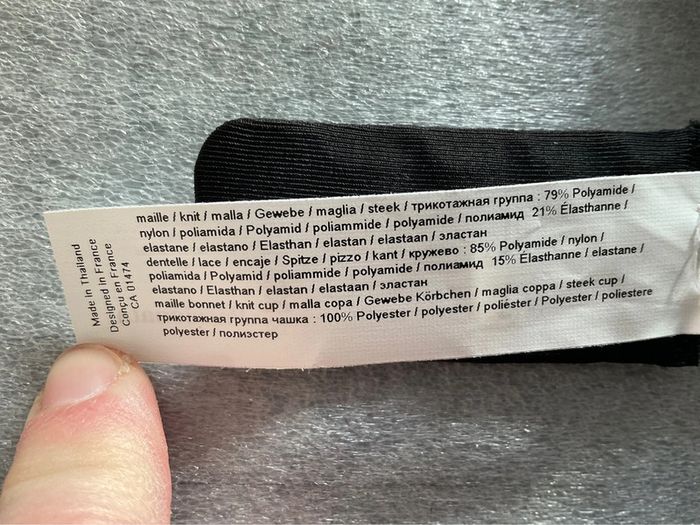 Made In Thailand
Designed In France
Conçu en France
CA 01474
maille / knit / malla / Gewebe / maglia / steek / трикотажная группа : 79% Polyamide /
nylon / poliamida / Polyamid / poliammide / polyamide / полиамид 21% Élasthanne /
elastane / elastano / Elasthan / elastan / elastaan / эластан
dentelle / lace / encaje / Spitze / pizzo / kant / кружево : 85% Polyamide / nylon /
poliamida / Polyamid / poliammide / polyamide / полиамид 15% Élasthanne / elastane /
elastano / Elasthan / elastan / elastaan / эластан
maille bonnet / knit cup / malla copa / Gewebe Körbchen / maglia coppa / steek cup /
трикотажная группа чашка : 100% Polyester / polyester / poliéster / Polyester / poliestere
polyester / полиэстер